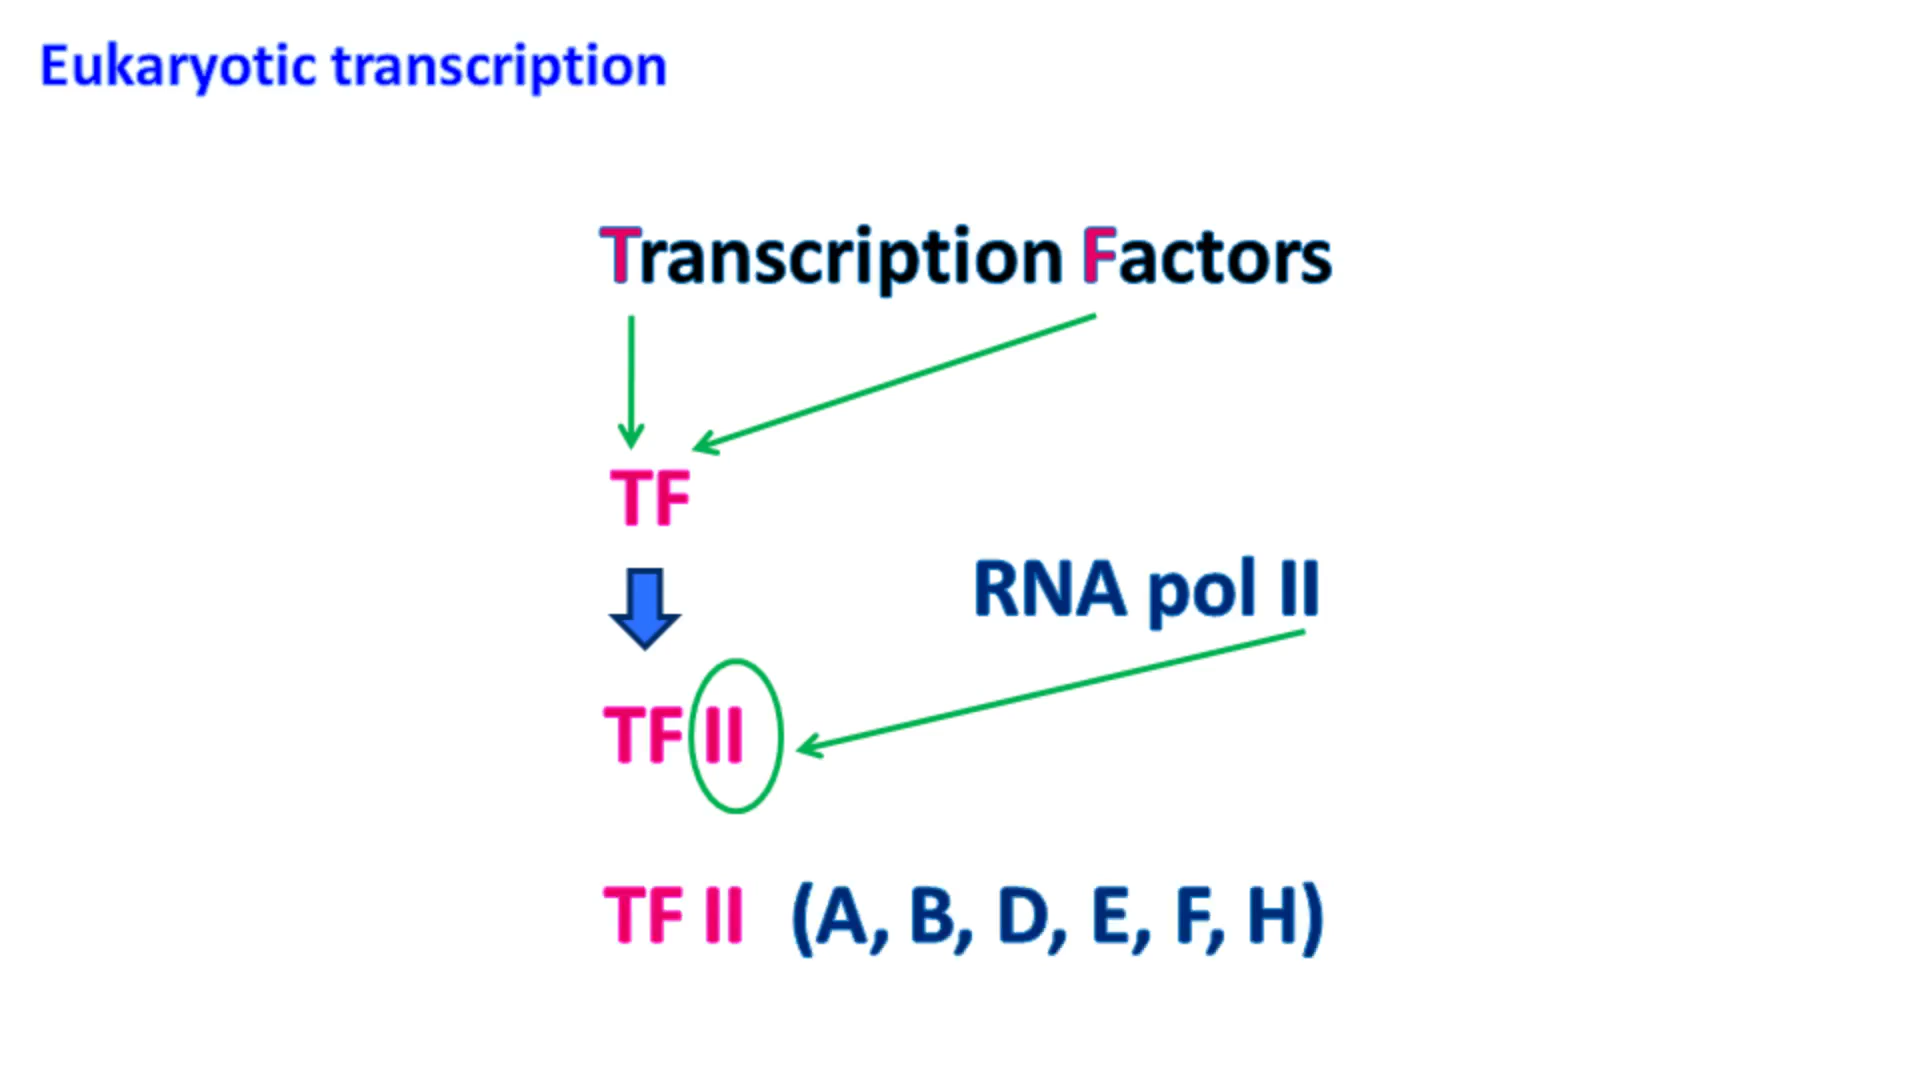 Eukaryotic transcription
Transcription Factors
TF
RNA pol II
TF II
TF II (A, B, D, E, F, H)